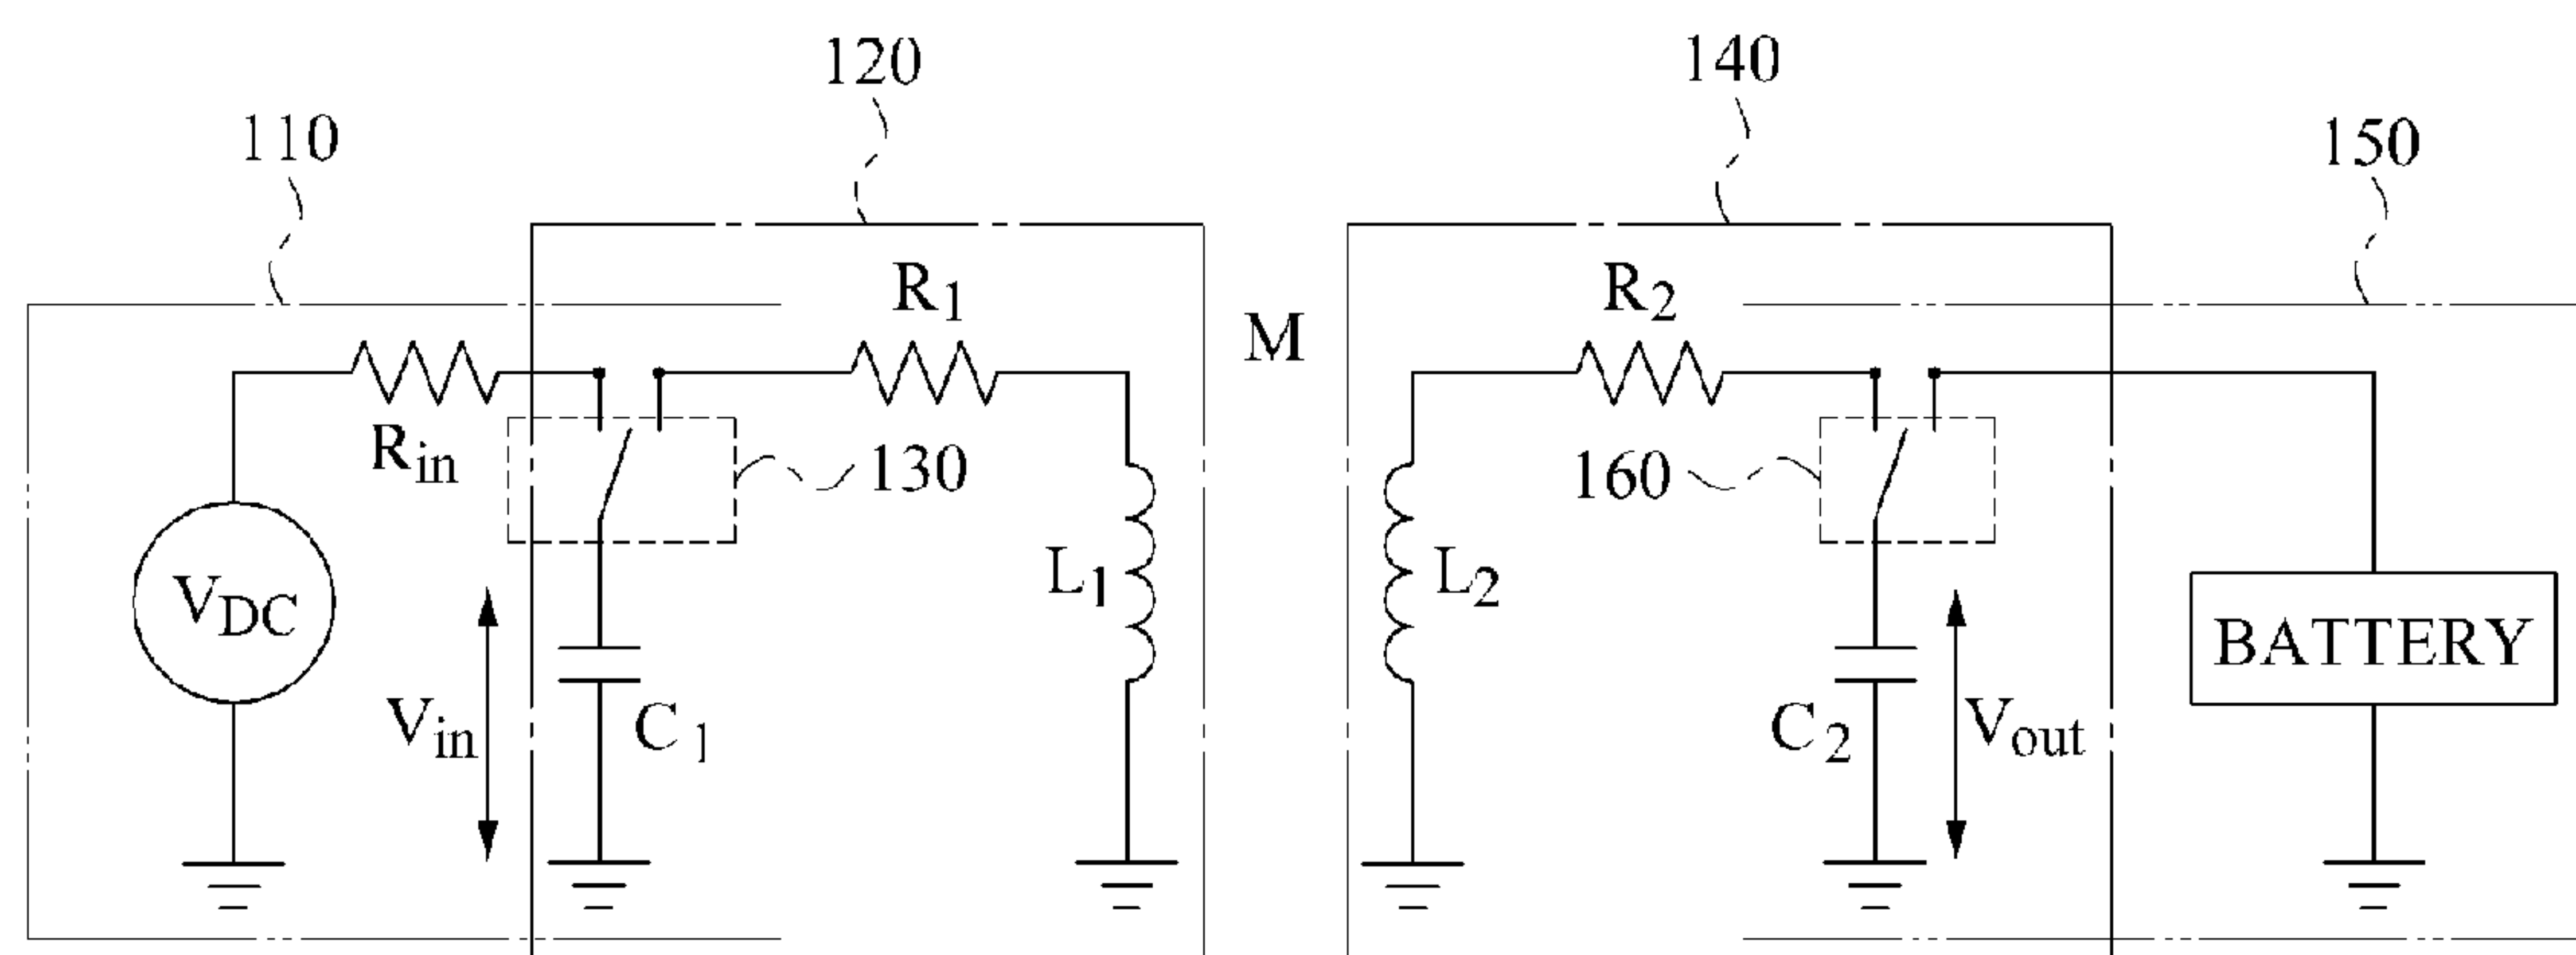 120
140
110
150
R1
R2
M
Rin
130
160
VDC
L1
L2
BATTERY
Vin
C1
C2
Vout